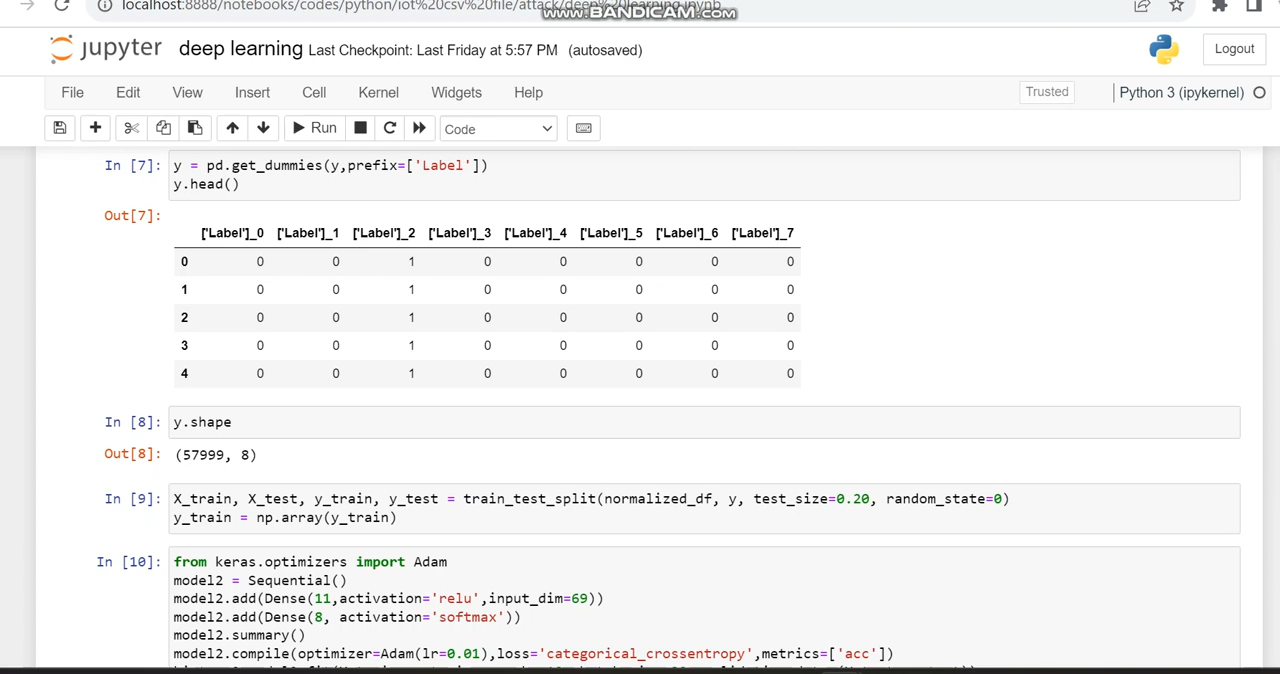 localhost:8888/notebooks/codes/python/iot%20csv%20file/attack/deep%20learning.ipynb
www.BANDICAM.com
jupyter deep learning Last Checkpoint: Last Friday at 5:57 PM (autosaved)
Logout
File Edit View Insert Cell Kernel Widgets Help
Trusted
Python 3 (ipykernel)
Run
Code
In [7]: y = pd.get_dummies(y,prefix=['Label'])
y.head()
Out[7]:
['Label']_0 ['Label']_1 ['Label']_2 ['Label']_3 ['Label']_4 ['Label']_5 ['Label']_6 ['Label']_7
0 0 0 1 0 0 0 0 0
1 0 0 1 0 0 0 0 0
2 0 0 1 0 0 0 0 0
3 0 0 1 0 0 0 0 0
4 0 0 1 0 0 0 0 0
In [8]: y.shape
Out[8]: (57999, 8)
In [9]: X_train, X_test, y_train, y_test = train_test_split(normalized_df, y, test_size=0.20, random_state=0)
y_train = np.array(y_train)
In [10]: from keras.optimizers import Adam
model2 = Sequential()
model2.add(Dense(11,activation='relu',input_dim=69))
model2.add(Dense(8, activation='softmax'))
model2.summary()
model2.compile(optimizer=Adam(lr=0.01),loss='categorical_crossentropy',metrics=['acc'])